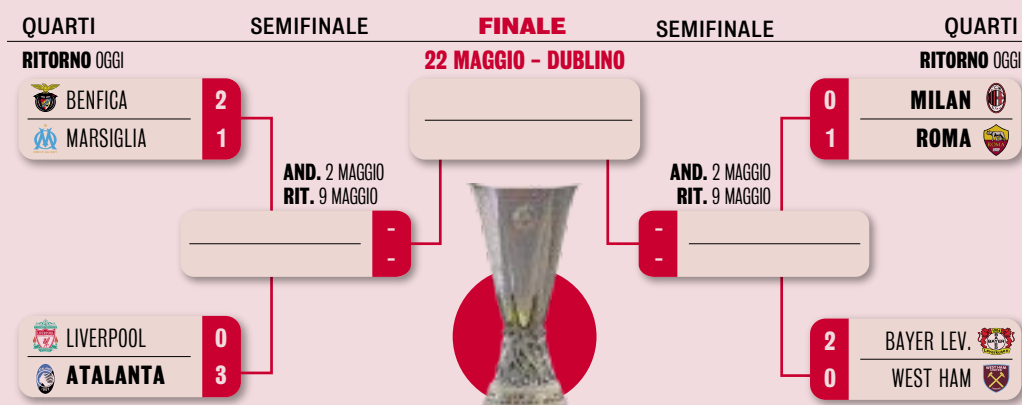 QUARTI SEMIFINALE FINALE SEMIFINALE QUARTI
RITORNO OGGI 22 MAGGIO - DUBLINO RITORNO OGGI
BENFICA 2
MARSIGLIA 1
0 MILAN
1 ROMA
AND. 2 MAGGIO
RIT. 9 MAGGIO
AND. 2 MAGGIO
RIT. 9 MAGGIO
-
-
-
-
LIVERPOOL 0
ATALANTA 3
2 BAYER LEV.
0 WEST HAM